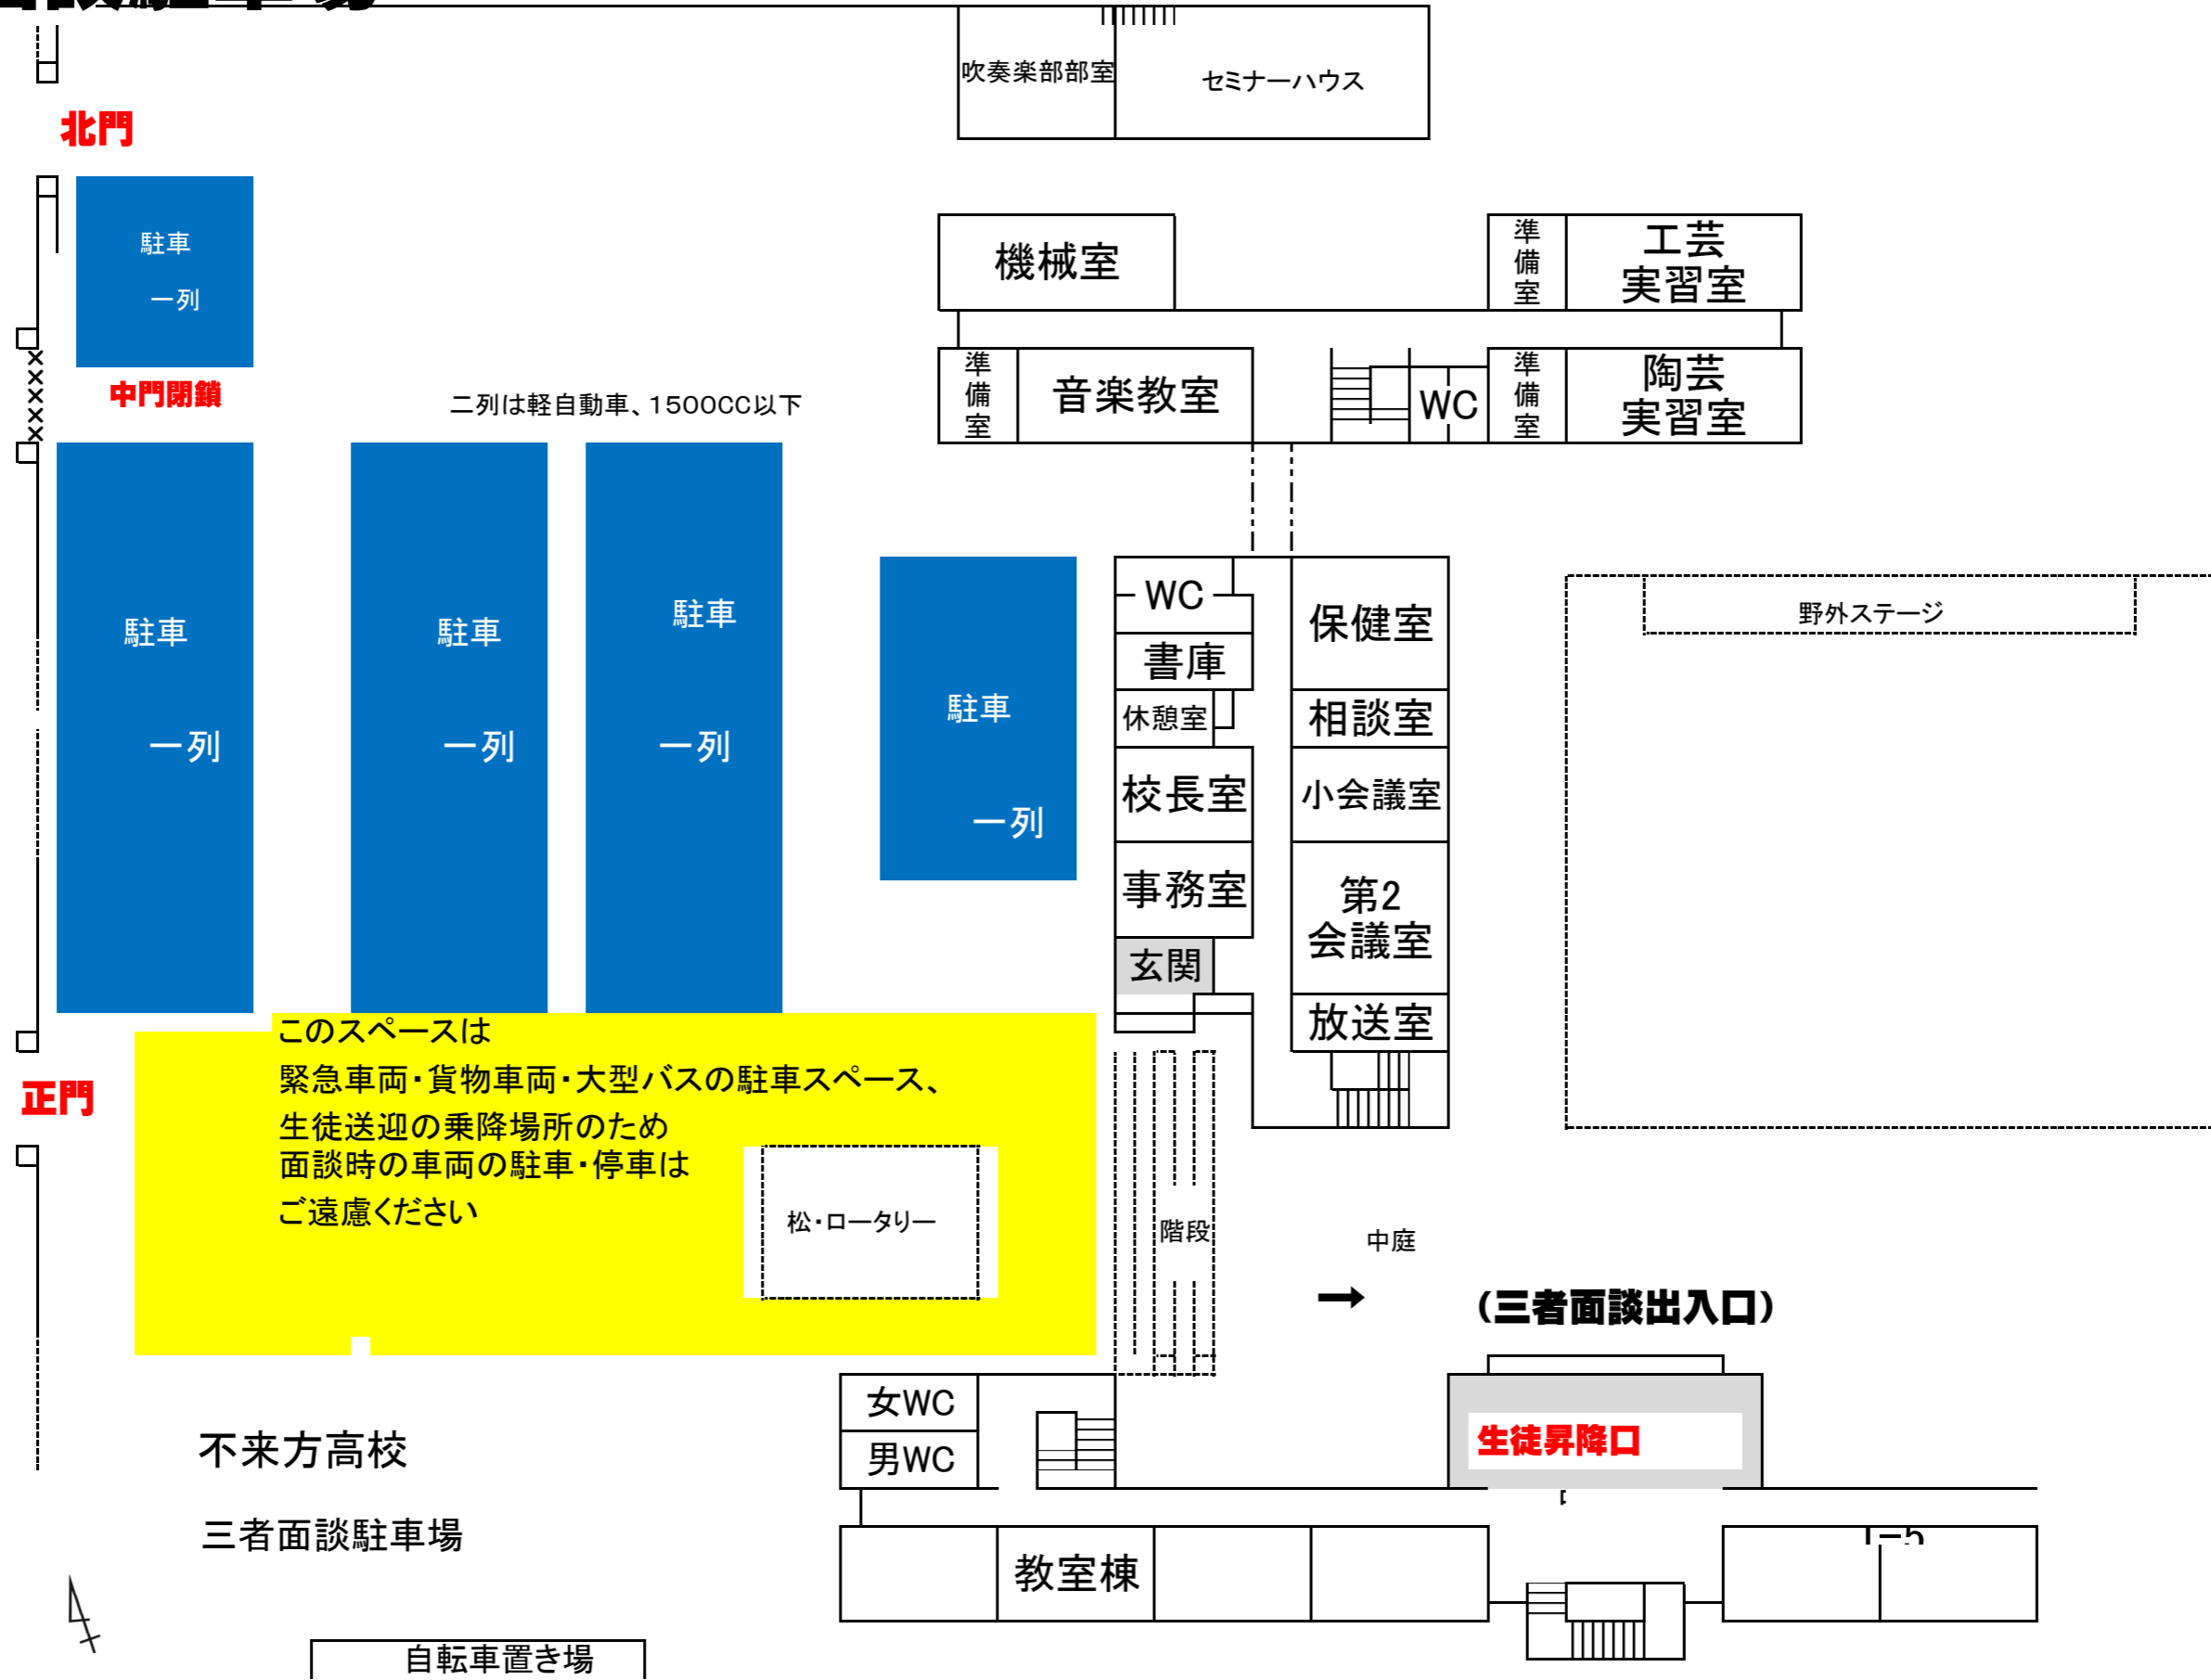 駐車場
吹奏楽部部室
セミナーハウス
北門
駐車
一列
中門閉鎖
二列は軽自動車、1500CC以下
機械室
準備室
工芸
実習室
準備室
音楽教室
WC
準備室
陶芸
実習室
駐車
一列
駐車
一列
駐車
一列
駐車
一列
WC
書庫
休憩室
校長室
事務室
玄関
保健室
相談室
小会議室
第2
会議室
放送室
野外ステージ
正門
このスペースは
緊急車両・貨物車両・大型バスの駐車スペース、
生徒送迎の乗降場所のため
面談時の車両の駐車・停車は
ご遠慮ください
松・ロータリー
階段
中庭
→
(三者面談出入口)
女WC
男WC
生徒昇降口
不来方高校
三者面談駐車場
教室棟
1-5
自転車置き場